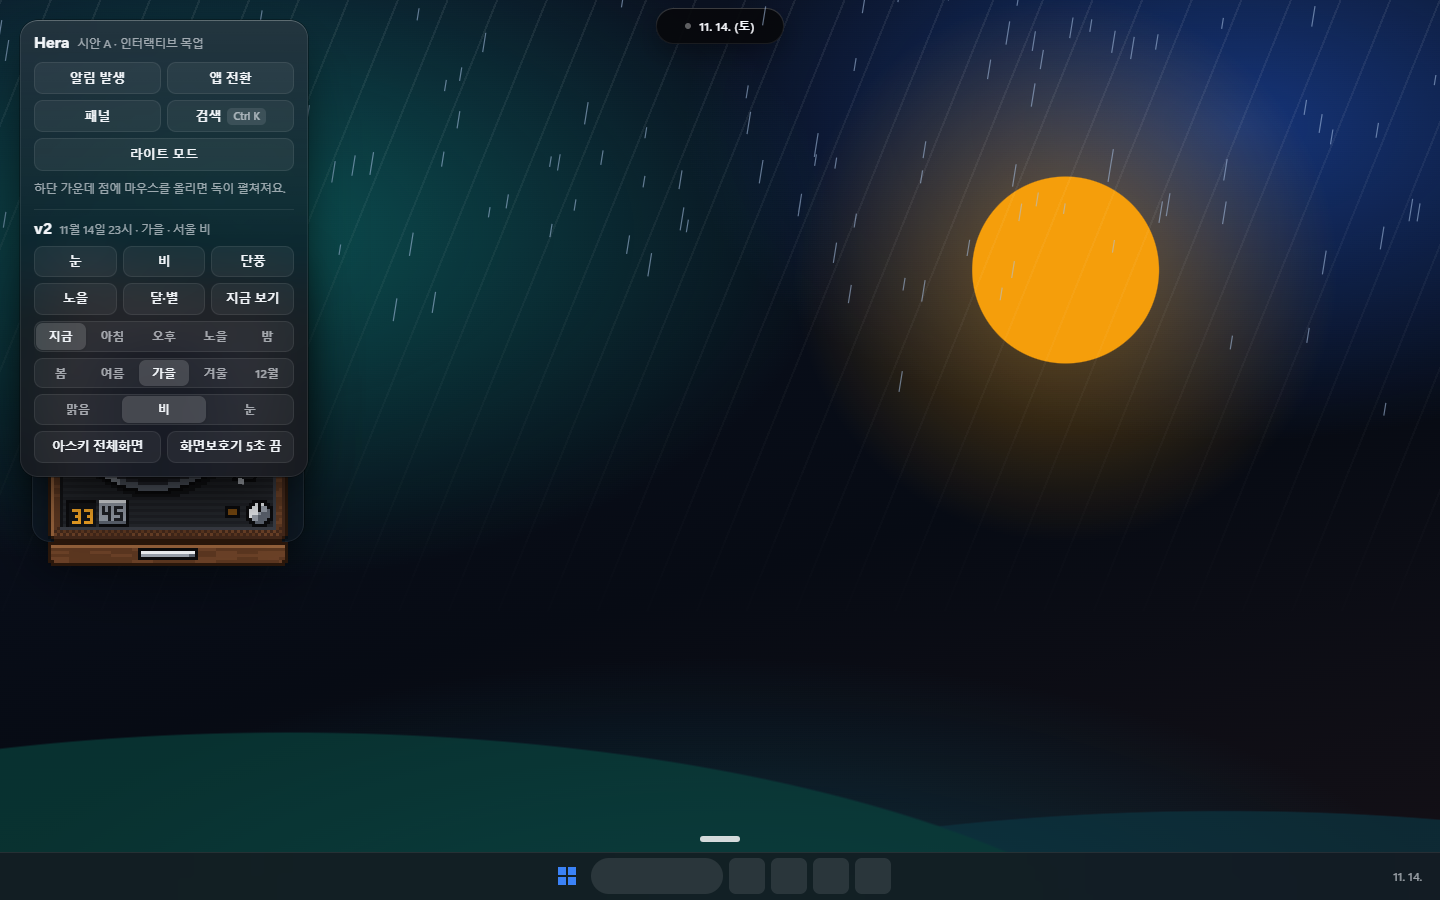 11. 14. (토)
Hera 시안 A · 인터랙티브 목업
알림 발생 앱 전환
패널 검색 Ctrl K
라이트 모드
하단 가운데 점에 마우스를 올리면 독이 펼쳐져요.
v2 11월 14일 23시 · 가을 · 서울 비
눈 비 단풍
노을 달·별 지금 보기
지금 아침 오후 노을 밤
봄 여름 가을 겨울 12월
맑음 비 눈
아스키 전체화면 화면보호기 5초 끔
33 45
11. 14.